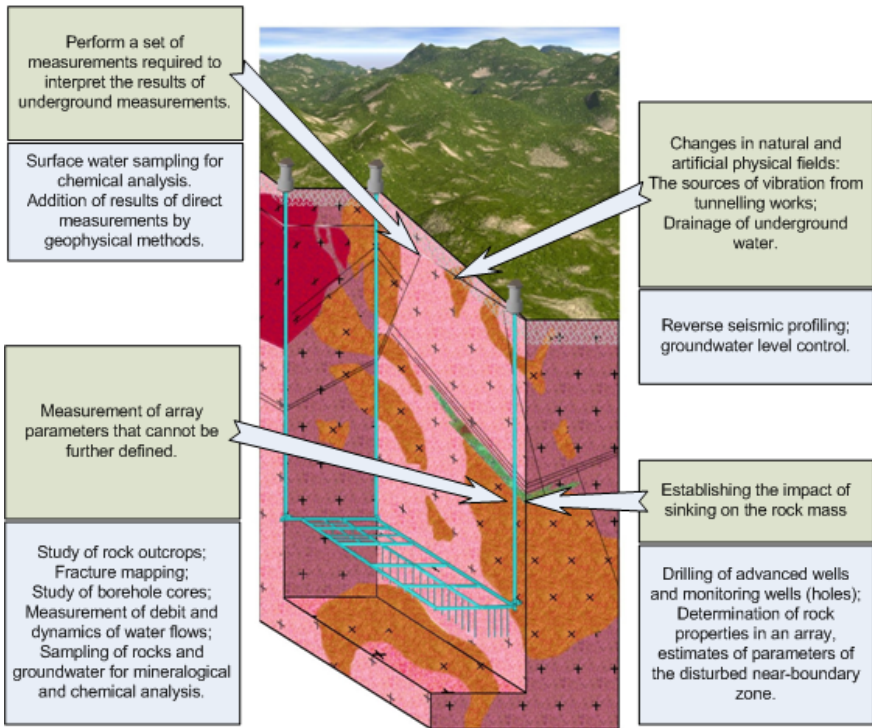 Perform a set of
measurements required to
interpret the results of
underground measurements.
Surface water sampling for
chemical analysis.
Addition of results of direct
measurements by
geophysical methods.
Changes in natural and
artificial physical fields:
The sources of vibration from
tunnelling works;
Drainage of underground
water.
Reverse seismic profiling;
groundwater level control.
Measurement of array
parameters that cannot be
further defined.
Study of rock outcrops;
Fracture mapping;
Study of borehole cores;
Measurement of debit and
dynamics of water flows;
Sampling of rocks and
groundwater for mineralogical
and chemical analysis.
Establishing the impact of
sinking on the rock mass
Drilling of advanced wells
and monitoring wells (holes);
Determination of rock
properties in an array,
estimates of parameters of
the disturbed near-boundary
zone.